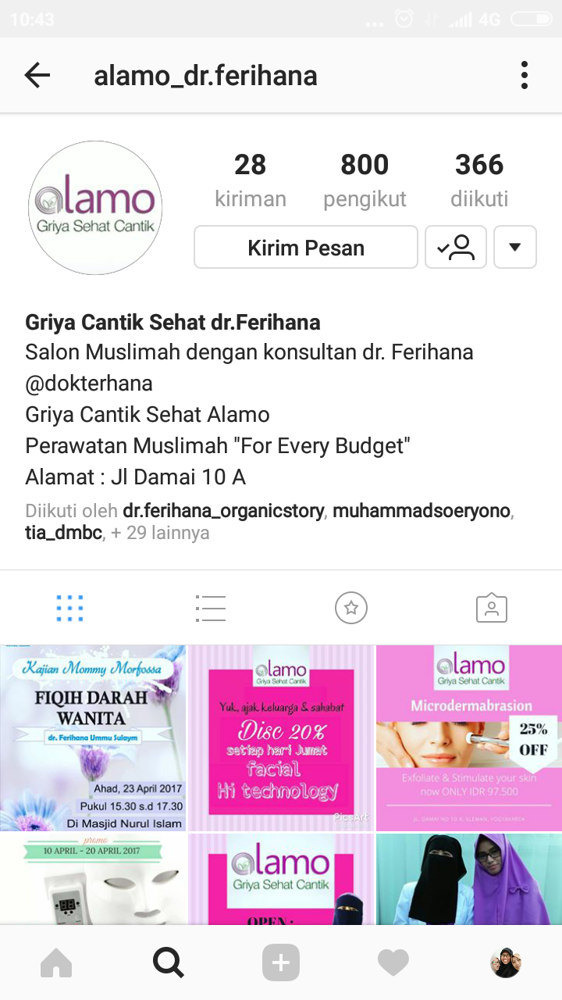 10:43
4G
alamo_dr.ferihana
alamo
Griya Sehat Cantik
28 800 366
kiriman pengikut diikuti
Kirim Pesan
Griya Cantik Sehat dr.Ferihana
Salon Muslimah dengan konsultan dr. Ferihana
@dokterhana
Griya Cantik Sehat Alamo
Perawatan Muslimah "For Every Budget"
Alamat : Jl Damai 10 A
Diikuti oleh dr.ferihana_organicstory, muhammadsoeryono,
tia_dmbc, + 29 lainnya
Kajian Mommy Morfossa
FIQIH DARAH
WANITA
dr. Ferihana Ummu Sulaym
Ahad, 23 April 2017
Pukul 15.30 s.d 17.30
Di Masjid Nurul Islam
alamo
Griya Sehat Cantik
Yuk, ajak keluarga & sahabat
Disc 20%
setiap hari Jumat
facial
Hi technology
PicsArt
alamo
Griya Sehat Cantik
Microdermabrasion
25%
OFF
Exfoliate & Stimulate your skin
now ONLY IDR 97.500
JL. DAMAI NO 10 A, SLEMAN, YOGYAKARTA
promo
10 APRIL - 20 APRIL 2017
alamo
Griya Sehat Cantik
OPEN :